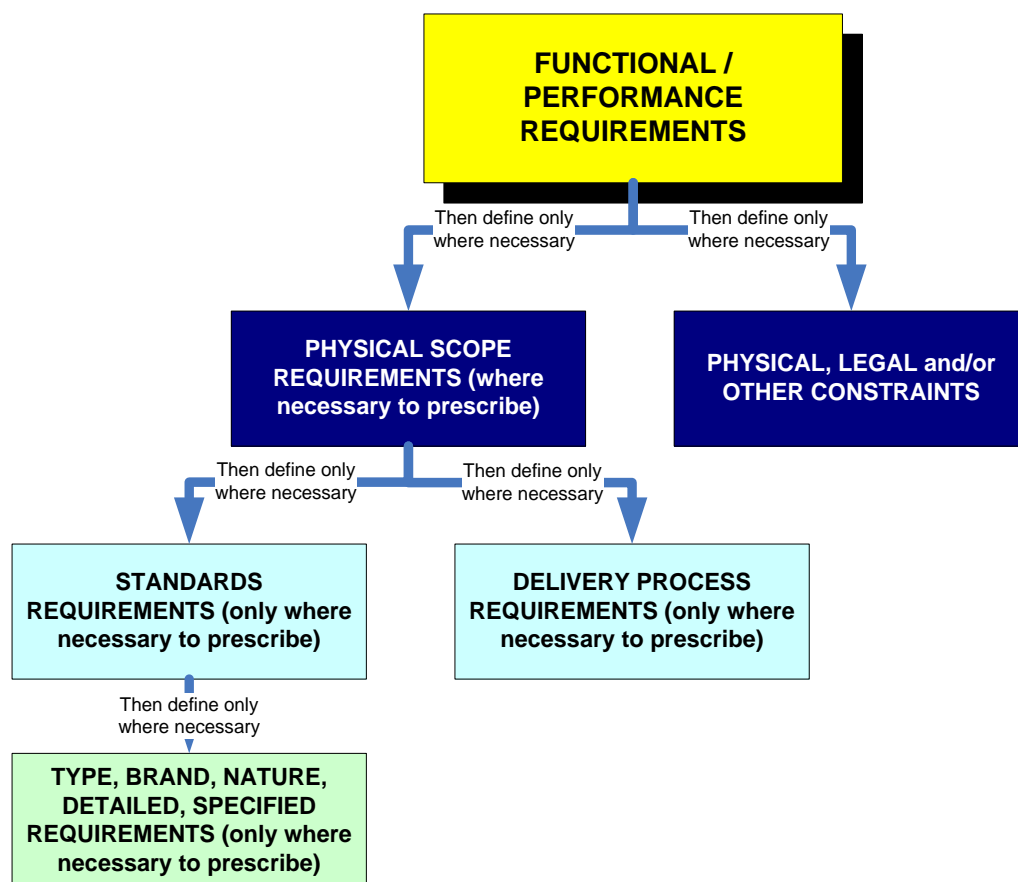 FUNCTIONAL /
PERFORMANCE
REQUIREMENTS
Then define only
where necessary
Then define only
where necessary
PHYSICAL SCOPE
REQUIREMENTS (where
necessary to prescribe)
PHYSICAL, LEGAL and/or
OTHER CONSTRAINTS
Then define only
where necessary
Then define only
where necessary
STANDARDS
REQUIREMENTS (only where
necessary to prescribe)
DELIVERY PROCESS
REQUIREMENTS (only where
necessary to prescribe)
Then define only
where necessary
TYPE, BRAND, NATURE,
DETAILED, SPECIFIED
REQUIREMENTS (only where
necessary to prescribe)